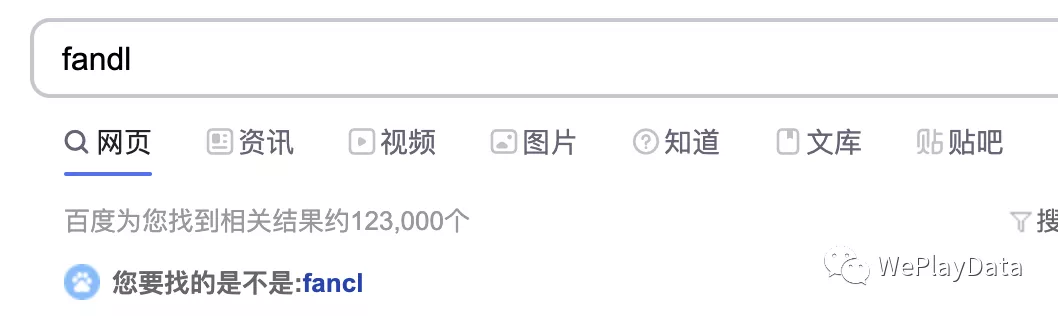 fandl
网页 资讯 视频 图片 知道 文库 贴吧
百度为您找到相关结果约123,000个 搜
您要找的是不是:fancl
WePlayData